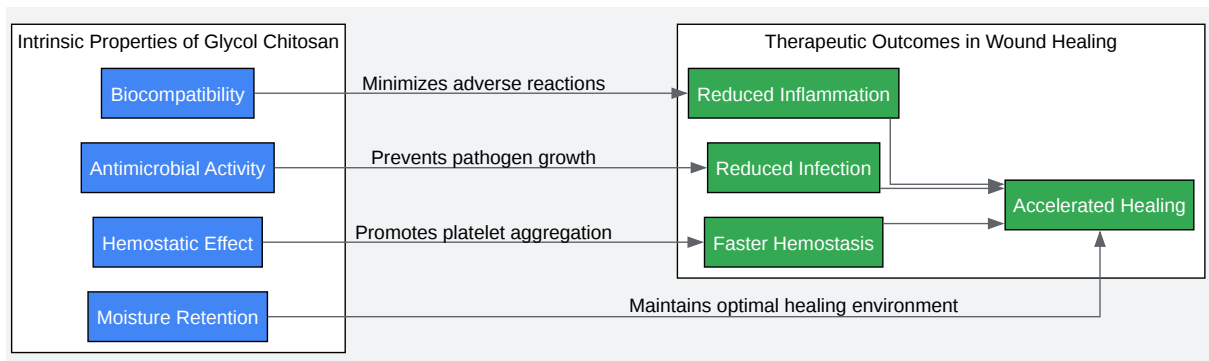 Intrinsic Properties of Glycol Chitosan
Therapeutic Outcomes in Wound Healing
Biocompatibility
Minimizes adverse reactions
Reduced Inflammation
Antimicrobial Activity
Prevents pathogen growth
Reduced Infection
Accelerated Healing
Hemostatic Effect
Promotes platelet aggregation
Faster Hemostasis
Moisture Retention
Maintains optimal healing environment